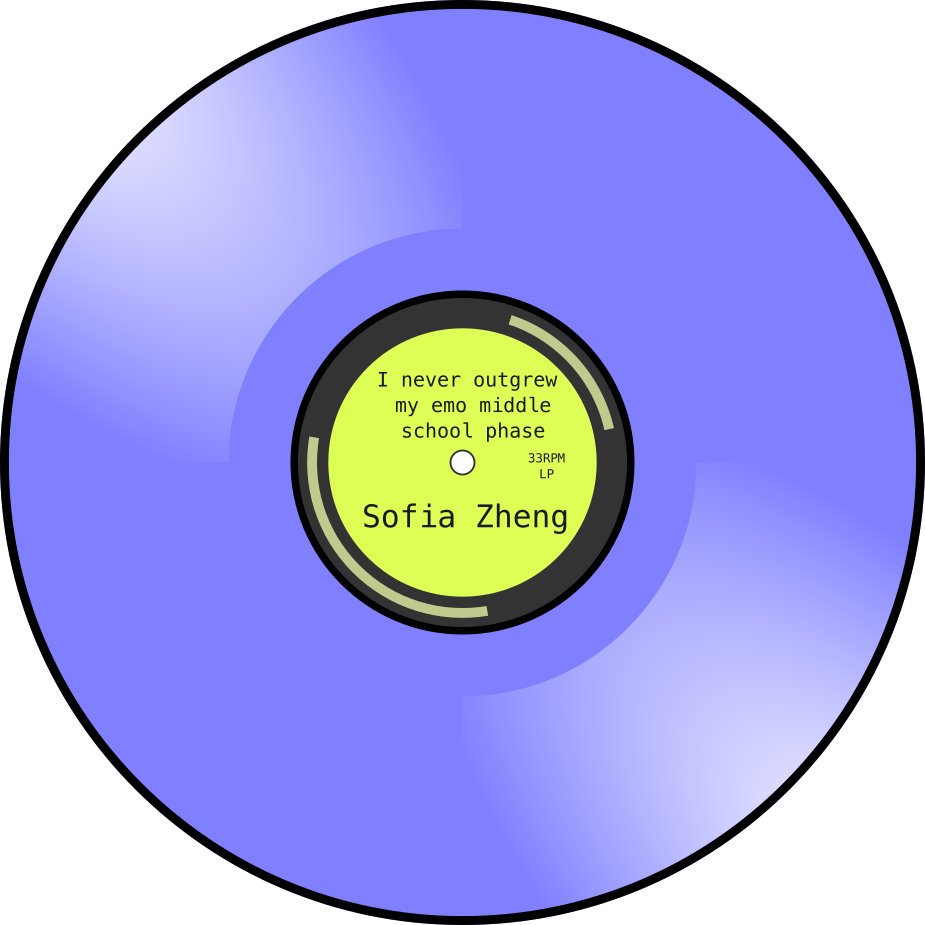 I never outgrew
my emo middle
school phase
33RPM
LP
Sofia Zheng